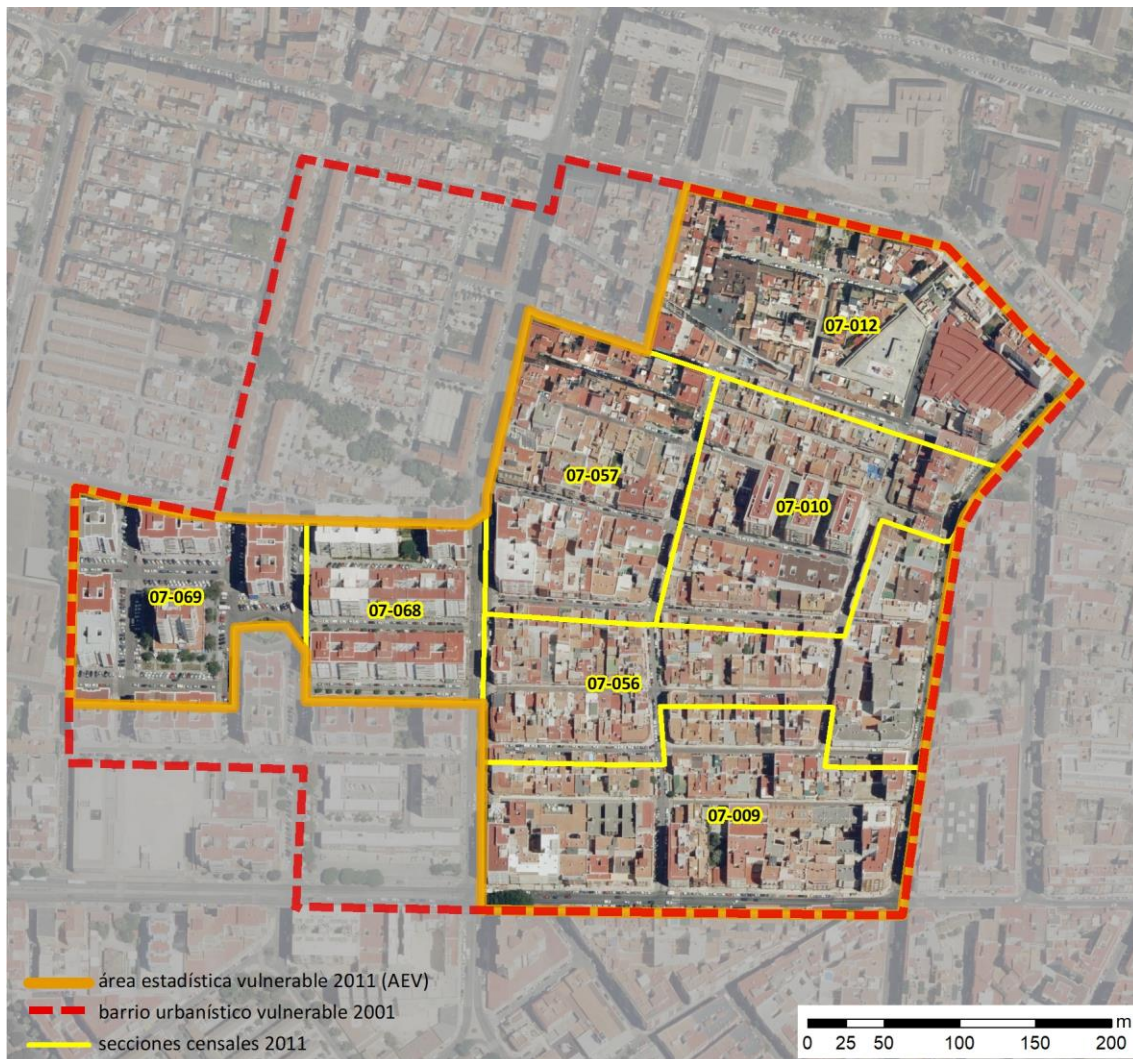 07-012
07-057
07-010
07-069
07-068
07-056
07-009
área estadística vulnerable 2011 (AEV)
barrio urbanístico vulnerable 2001
secciones censales 2011
m
0 25 50 100 150 200